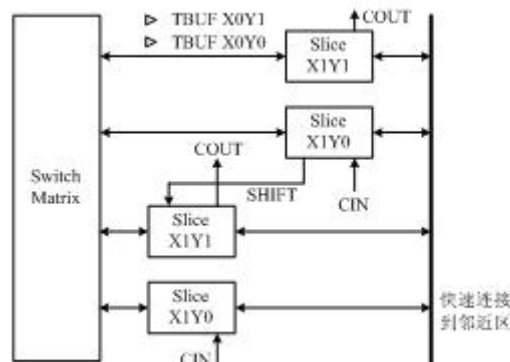 TBUF X0Y1
TBUF X0Y0
COUT
Slice
X1Y1
Slice
X1Y0
COUT
SHIFT
CIN
Switch
Matrix
Slice
X1Y1
Slice
X1Y0
快速连接
到邻近区
CIN